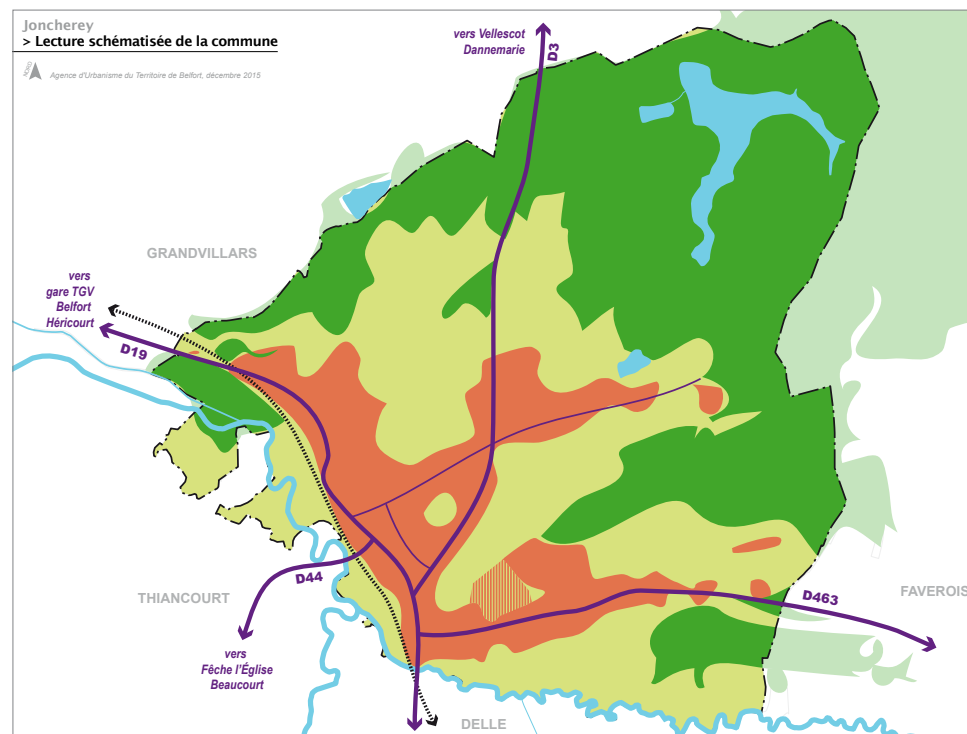 Joncherey
> Lecture schématisée de la commune
NORD
Agence d'Urbanisme du Territoire de Belfort, décembre 2015
vers Vellescot
Dannemarie
D3
GRANDVILLARS
vers
gare TGV
Belfort
Héricourt
D19
D44
THIANCOURT
D463
FAVEROIS
vers
Fêche l'Église
Beaucourt
DELLE